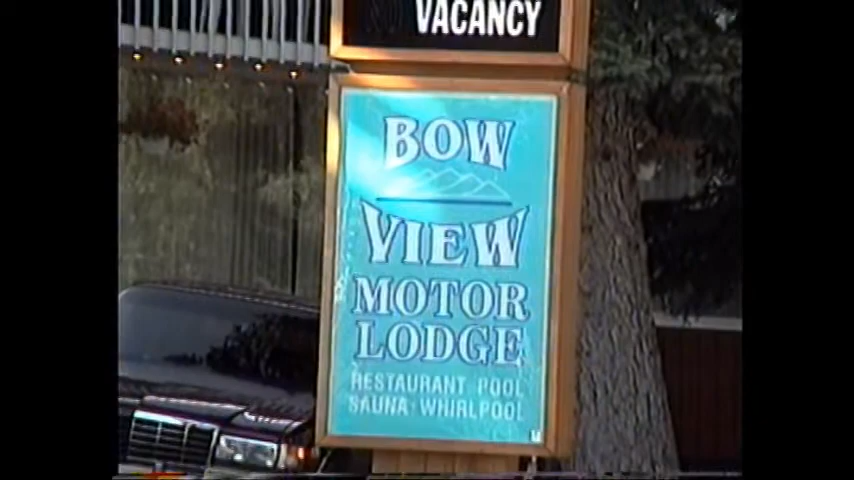 VACANCY
BOW
VIEW
MOTOR
LODGE
RESTAURANT POOL
SAUNA · WHIRLPOOL